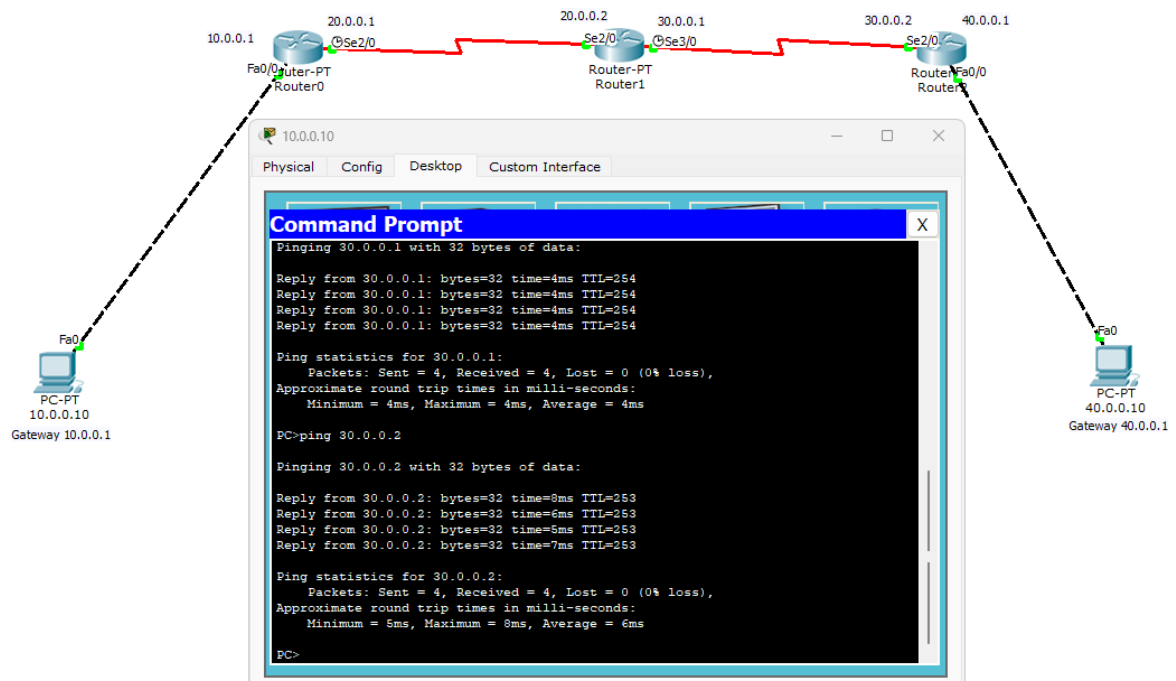 20.0.0.1
20.0.0.2
30.0.0.1
30.0.0.2
40.0.0.1
10.0.0.1
Se2/0
Se2/0
Se3/0
Se2/0
Fa0/0
Router-PT
Router0
Router-PT
Router1
Fa0/0
10.0.0.10
Physical Config Desktop Custom Interface
Command Prompt X
Pinging 30.0.0.1 with 32 bytes of data:
Reply from 30.0.0.1: bytes=32 time=4ms TTL=254
Reply from 30.0.0.1: bytes=32 time=4ms TTL=254
Reply from 30.0.0.1: bytes=32 time=4ms TTL=254
Reply from 30.0.0.1: bytes=32 time=4ms TTL=254
Ping statistics for 30.0.0.1:
Packets: Sent = 4, Received = 4, Lost = 0 (0% loss),
Approximate round trip times in milli-seconds:
Minimum = 4ms, Maximum = 4ms, Average = 4ms
PC>ping 30.0.0.2
Pinging 30.0.0.2 with 32 bytes of data:
Reply from 30.0.0.2: bytes=32 time=8ms TTL=253
Reply from 30.0.0.2: bytes=32 time=6ms TTL=253
Reply from 30.0.0.2: bytes=32 time=5ms TTL=253
Reply from 30.0.0.2: bytes=32 time=7ms TTL=253
Ping statistics for 30.0.0.2:
Packets: Sent = 4, Received = 4, Lost = 0 (0% loss),
Approximate round trip times in milli-seconds:
Minimum = 5ms, Maximum = 8ms, Average = 6ms
PC>
Fa0
PC-PT
10.0.0.10
Gateway 10.0.0.1
Fa0
PC-PT
40.0.0.10
Gateway 40.0.0.1